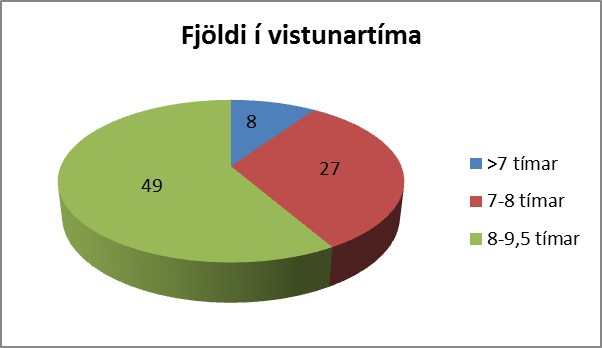 Fjöldi í vistunartíma
8
27
49
>7 tímar
7-8 tímar
8-9,5 tímar